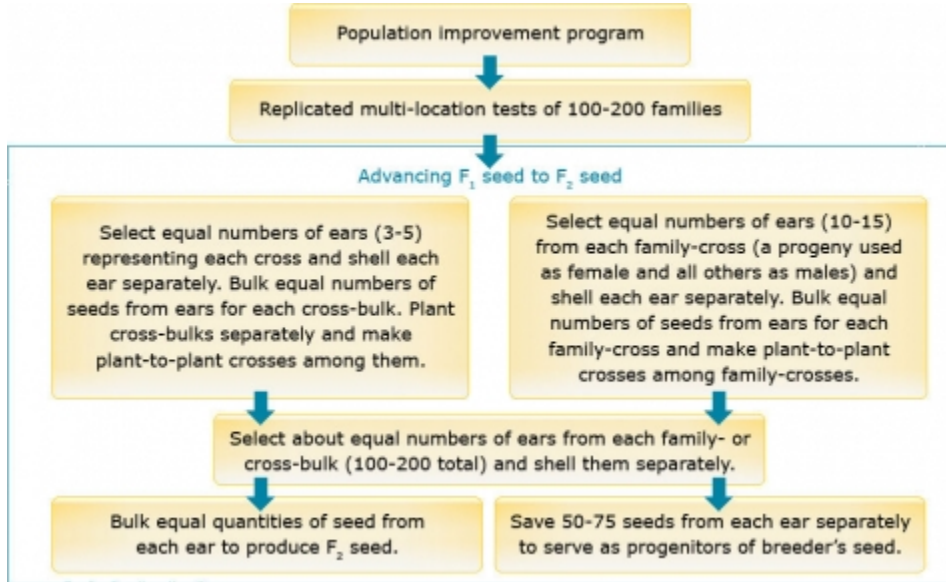 Population improvement program
Replicated multi-location tests of 100-200 families
Advancing F₁ seed to F₂ seed
Select equal numbers of ears (3-5)
representing each cross and shell each
ear separately. Bulk equal numbers of
seeds from ears for each cross-bulk. Plant
cross-bulks separately and make
plant-to-plant crosses among them.
Select equal numbers of ears (10-15)
from each family-cross (a progeny used
as female and all others as males) and
shell each ear separately. Bulk equal
numbers of seeds from ears for each
family-cross and make plant-to-plant
crosses among family-crosses.
Select about equal numbers of ears from each family- or
cross-bulk (100-200 total) and shell them separately.
Bulk equal quantities of seed from
each ear to produce F₂ seed.
Save 50-75 seeds from each ear separately
to serve as progenitors of breeder's seed.